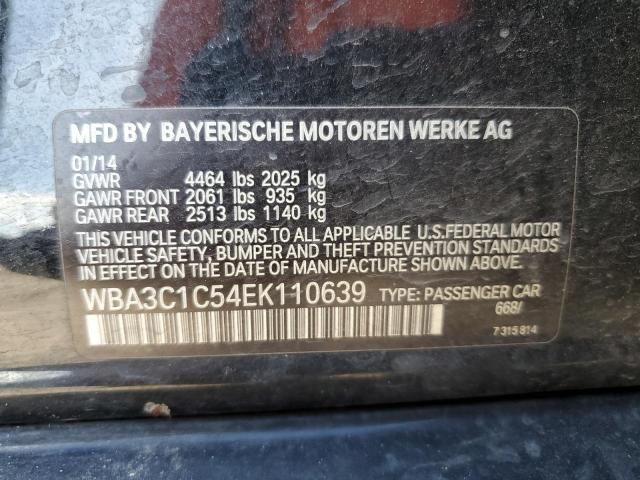 MFD BY BAYERISCHE MOTOREN WERKE AG
01/14
GVWR 4464 lbs 2025 kg
GAWR FRONT 2061 lbs 935 kg
GAWR REAR 2513 lbs 1140 kg
THIS VEHICLE CONFORMS TO ALL APPLICABLE U.S.FEDERAL MOTOR
VEHICLE SAFETY, BUMPER AND THEFT PREVENTION STANDARDS
IN EFFECT ON THE DATE OF MANUFACTURE SHOWN ABOVE.
WBA3C1C54EK110639 TYPE: PASSENGER CAR
668/
7 315 814